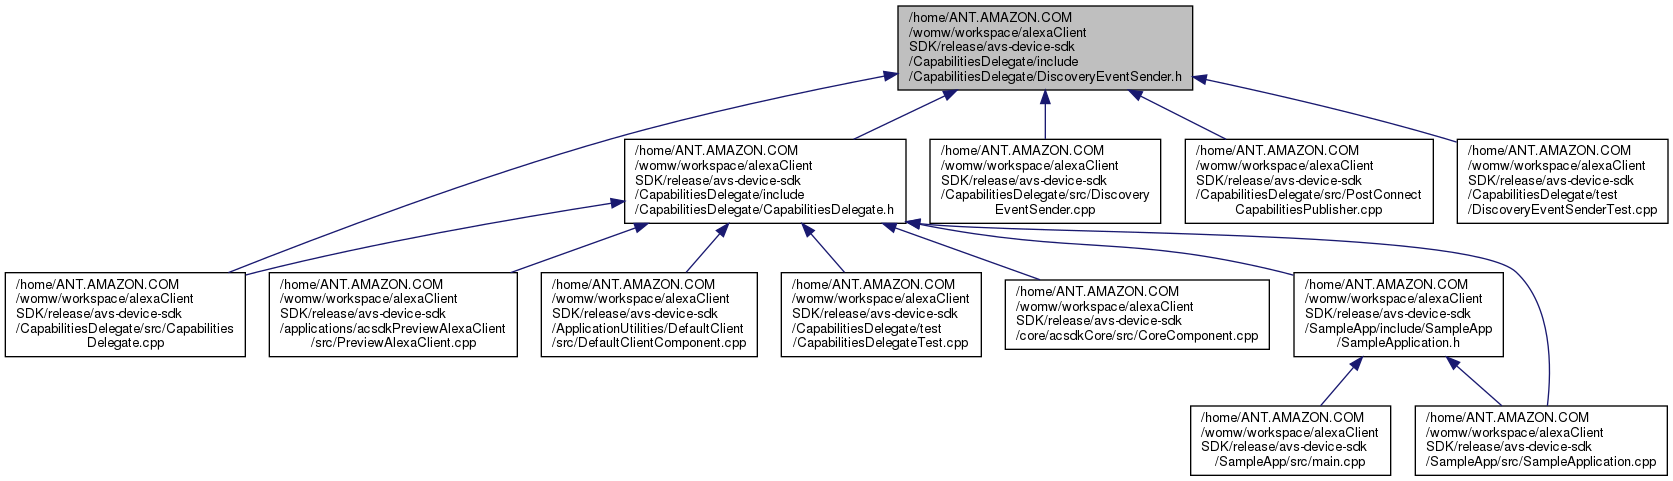 /home/ANT.AMAZON.COM
/womw/workspace/alexaClient
SDK/release/avs-device-sdk
/CapabilitiesDelegate/include
/CapabilitiesDelegate/DiscoveryEventSender.h
/home/ANT.AMAZON.COM
/womw/workspace/alexaClient
SDK/release/avs-device-sdk
/CapabilitiesDelegate/include
/CapabilitiesDelegate/CapabilitiesDelegate.h
/home/ANT.AMAZON.COM
/womw/workspace/alexaClient
SDK/release/avs-device-sdk
/CapabilitiesDelegate/src/Discovery
EventSender.cpp
/home/ANT.AMAZON.COM
/womw/workspace/alexaClient
SDK/release/avs-device-sdk
/CapabilitiesDelegate/src/PostConnect
CapabilitiesPublisher.cpp
/home/ANT.AMAZON.COM
/womw/workspace/alexaClient
SDK/release/avs-device-sdk
/CapabilitiesDelegate/test
/DiscoveryEventSenderTest.cpp
/home/ANT.AMAZON.COM
/womw/workspace/alexaClient
SDK/release/avs-device-sdk
/CapabilitiesDelegate/src/Capabilities
Delegate.cpp
/home/ANT.AMAZON.COM
/womw/workspace/alexaClient
SDK/release/avs-device-sdk
/applications/acsdkPreviewAlexaClient
/src/PreviewAlexaClient.cpp
/home/ANT.AMAZON.COM
/womw/workspace/alexaClient
SDK/release/avs-device-sdk
/ApplicationUtilities/DefaultClient
/src/DefaultClientComponent.cpp
/home/ANT.AMAZON.COM
/womw/workspace/alexaClient
SDK/release/avs-device-sdk
/CapabilitiesDelegate/test
/CapabilitiesDelegateTest.cpp
/home/ANT.AMAZON.COM
/womw/workspace/alexaClient
SDK/release/avs-device-sdk
/core/acsdkCore/src/CoreComponent.cpp
/home/ANT.AMAZON.COM
/womw/workspace/alexaClient
SDK/release/avs-device-sdk
/SampleApp/include/SampleApp
/SampleApplication.h
/home/ANT.AMAZON.COM
/womw/workspace/alexaClient
SDK/release/avs-device-sdk
/SampleApp/src/main.cpp
/home/ANT.AMAZON.COM
/womw/workspace/alexaClient
SDK/release/avs-device-sdk
/SampleApp/src/SampleApplication.cpp